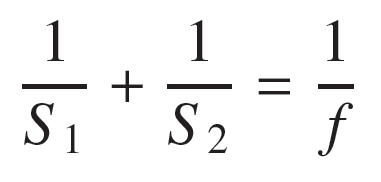 1/S₁ + 1/S₂ = 1/f